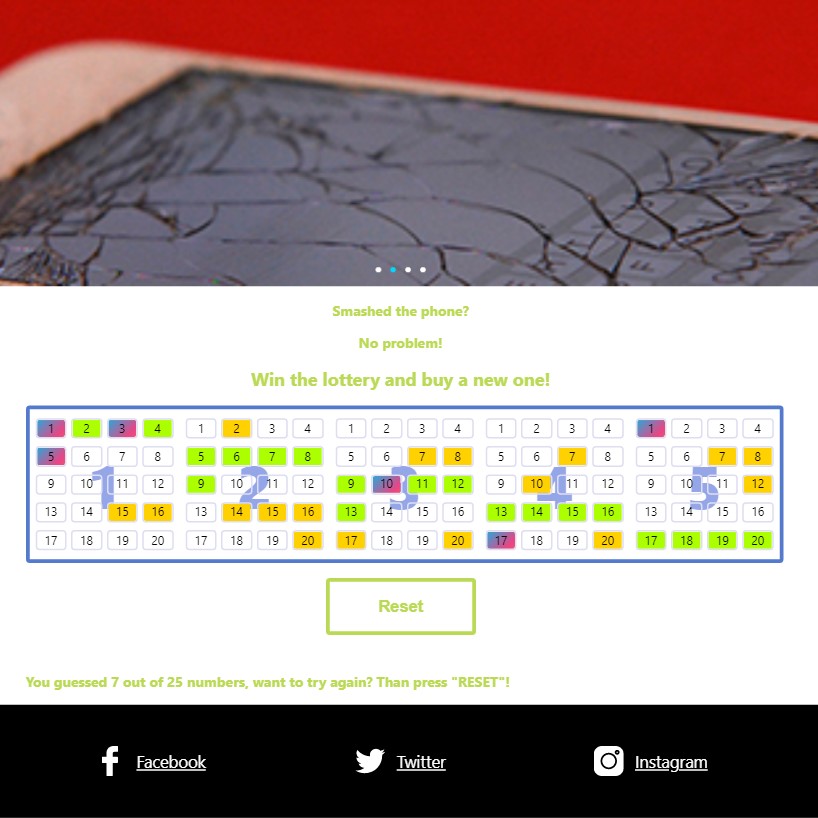 Smashed the phone?
No problem!
Win the lottery and buy a new one!
1 2 3 4 1 2 3 4 1 2 3 4 1 2 3 4 1 2 3 4
5 6 7 8 5 6 7 8 5 6 7 8 5 6 7 8 5 6 7 8
9 10 11 12 9 10 11 12 9 10 11 12 9 10 11 12 9 10 11 12
1 2 3 4 5
13 14 15 16 13 14 15 16 13 14 15 16 13 14 15 16 13 14 15 16
17 18 19 20 17 18 19 20 17 18 19 20 17 18 19 20 17 18 19 20
Reset
You guessed 7 out of 25 numbers, want to try again? Than press "RESET"!
Facebook Twitter Instagram